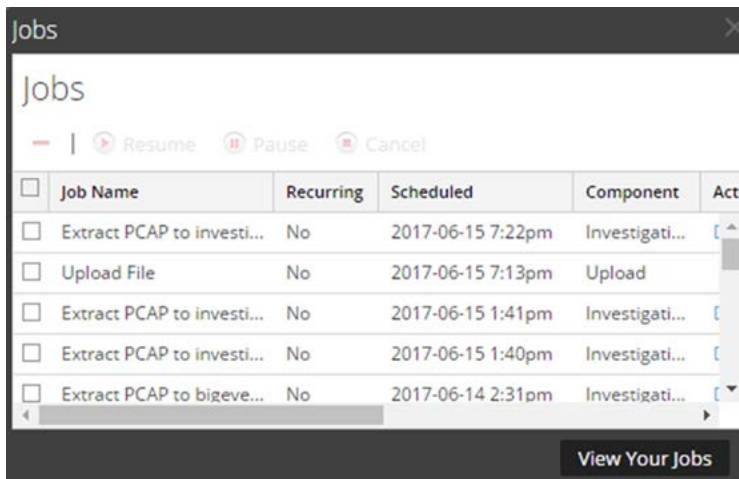 Jobs
Jobs
Resume Pause Cancel
Job Name Recurring Scheduled Component Act
Extract PCAP to investi... No 2017-06-15 7:22pm Investigati...
Upload File No 2017-06-15 7:13pm Upload
Extract PCAP to investi... No 2017-06-15 1:41pm Investigati...
Extract PCAP to investi... No 2017-06-15 1:40pm Investigati...
Extract PCAP to bigeve... No 2017-06-14 2:31pm Investigati...
View Your Jobs